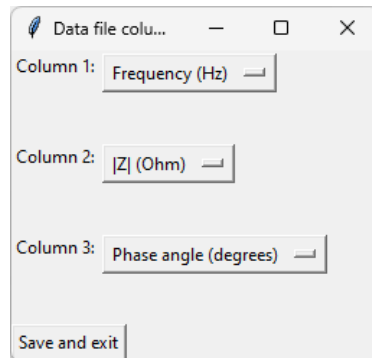 Data file colu...
Column 1: Frequency (Hz)
Column 2: |Z| (Ohm)
Column 3: Phase angle (degrees)
Save and exit